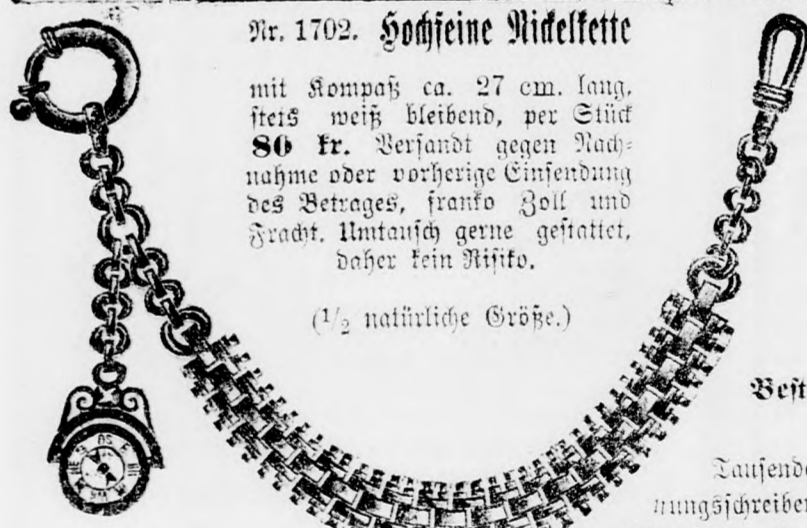 Nr. 1702. Hochfeine Nickelkette
mit Kompaß ca. 27 cm. lang,
stets weiß bleibend, per Stück
80 kr. Versandt gegen Nach-
nahme oder vorherige Einsendung
des Betrages, franko Zoll und
Fracht. Umtausch gerne gestattet,
daher kein Risiko.
(1/2 natürliche Größe.)
Best
Tausende
nungsschreiben